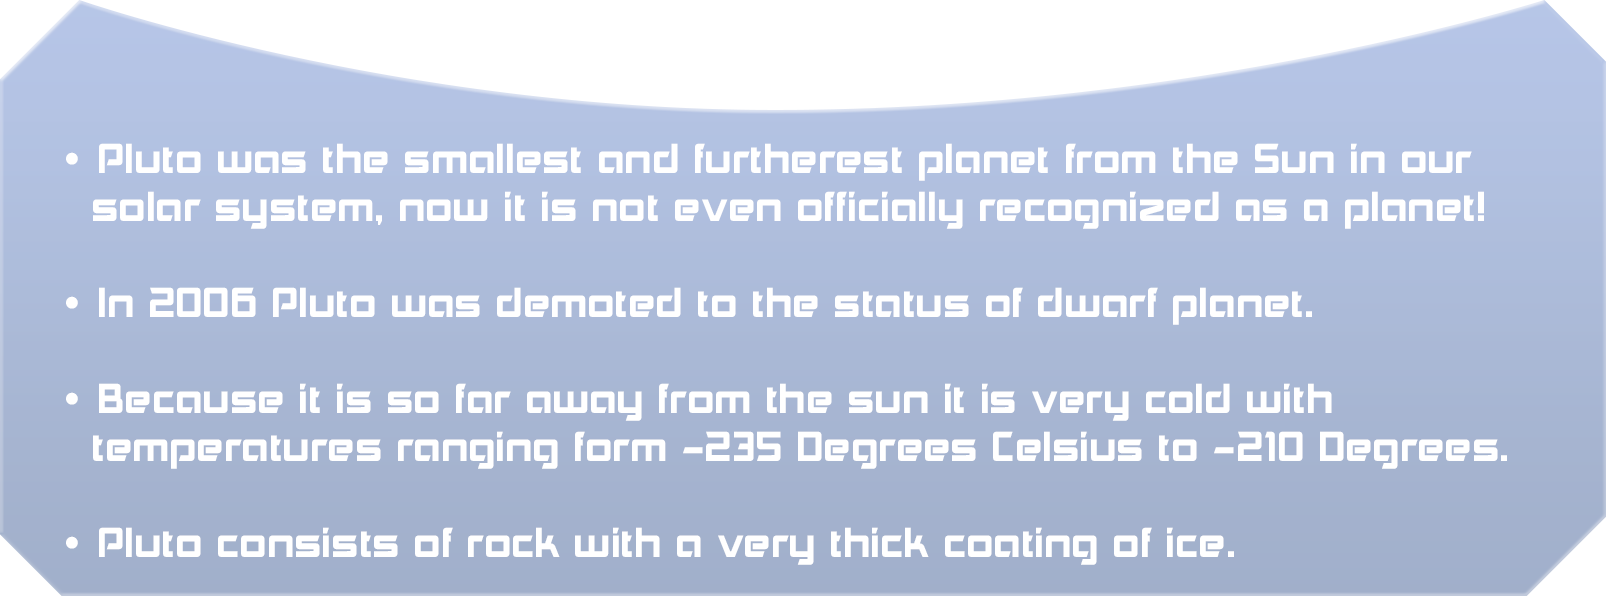 • Pluto was the smallest and furtherest planet from the Sun in our
solar system, now it is not even officially recognized as a planet!
• In 2006 Pluto was demoted to the status of dwarf planet.
• Because it is so far away from the sun it is very cold with
temperatures ranging form -235 Degrees Celsius to -210 Degrees.
• Pluto consists of rock with a very thick coating of ice.